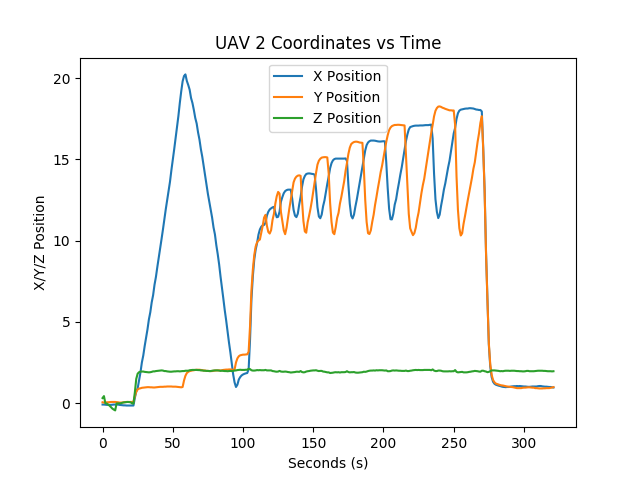 UAV 2 Coordinates vs Time
X Position
Y Position
Z Position
X/Y/Z Position
20
15
10
5
0
0 50 100 150 200 250 300
Seconds (s)